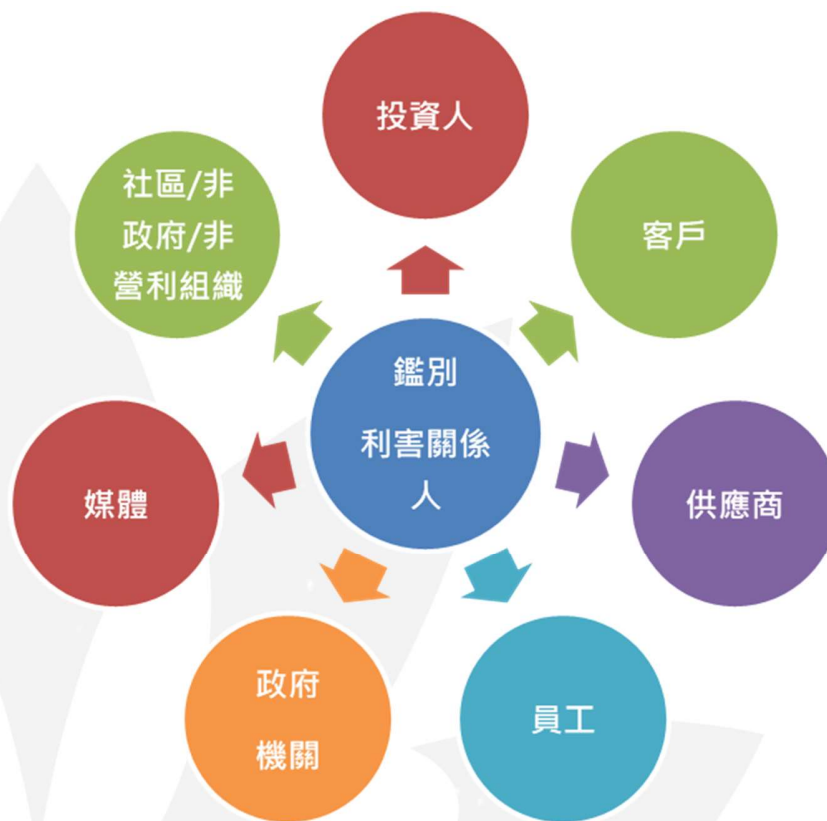 投資人
社區/非
政府/非
營利組織
客戶
鑑別
利害關係
人
媒體
供應商
政府
機關
員工